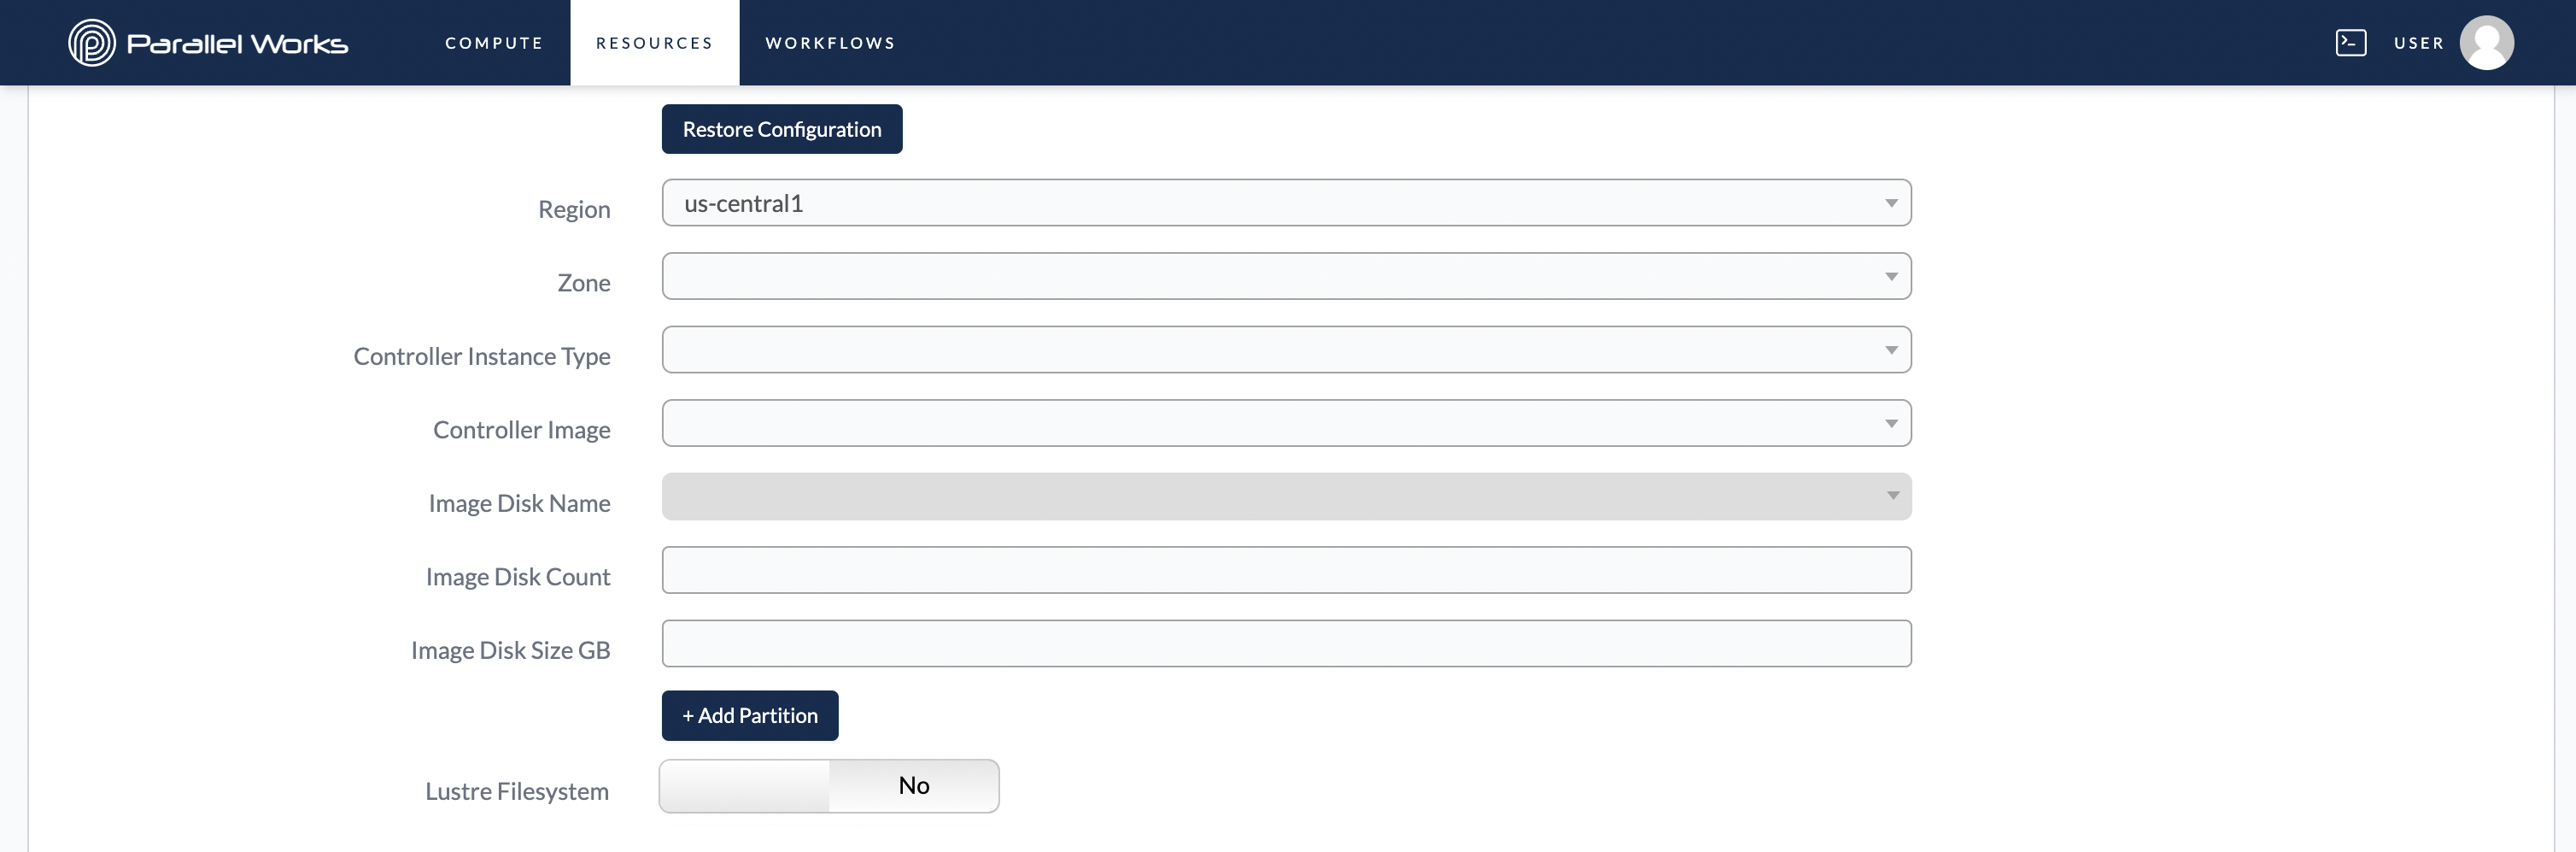 Parallel Works COMPUTE RESOURCES WORKFLOWS USER
Restore Configuration
Region us-central1
Zone
Controller Instance Type
Controller Image
Image Disk Name
Image Disk Count
Image Disk Size GB
+ Add Partition
Lustre Filesystem No